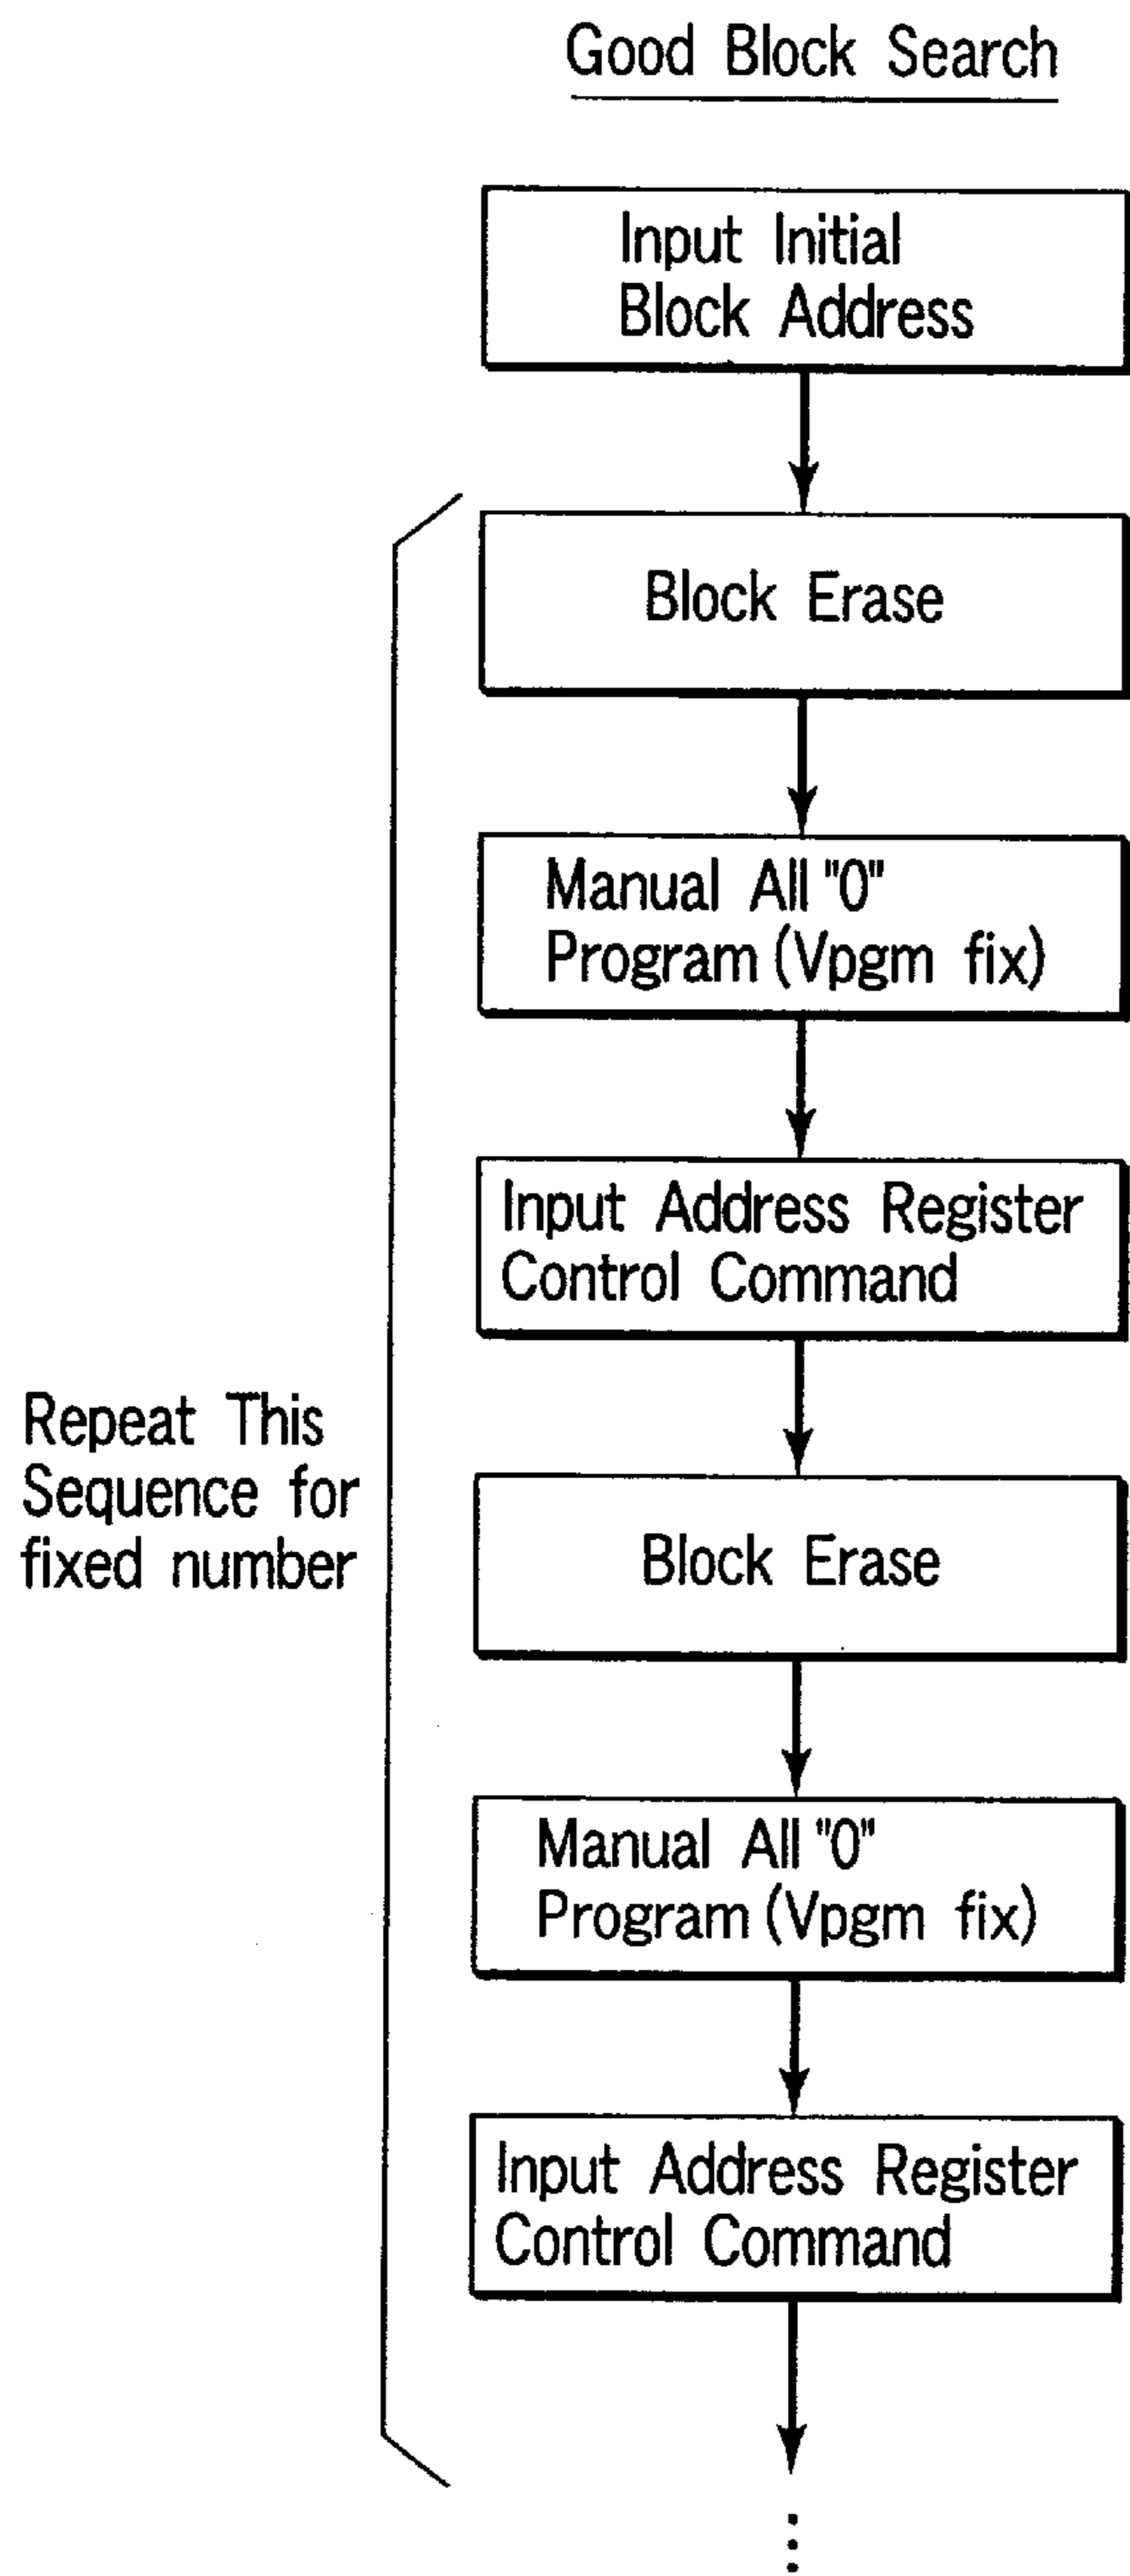 Good Block Search
Input Initial
Block Address
Block Erase
Manual All "0"
Program (Vpgm fix)
Input Address Register
Control Command
Repeat This
Sequence for
fixed number
Block Erase
Manual All "0"
Program (Vpgm fix)
Input Address Register
Control Command